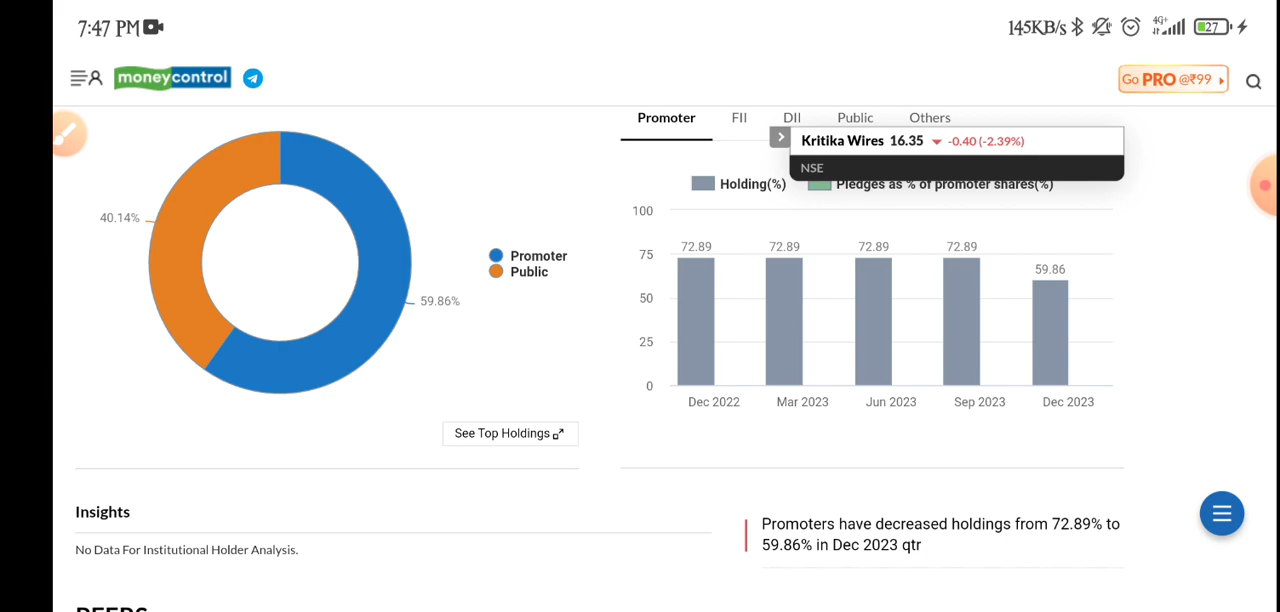 7:47 PM
145KB/s 4G+ 27
moneycontrol
Go PRO @₹99
Promoter FII DII Public Others
Kritika Wires 16.35 -0.40 (-2.39%)
NSE
Holding(%) Pledges as % of promoter shares(%)
40.14%
59.86%
Promoter
Public
100
75
50
25
0
72.89 72.89 72.89 72.89 59.86
Dec 2022 Mar 2023 Jun 2023 Sep 2023 Dec 2023
See Top Holdings
Insights
No Data For Institutional Holder Analysis.
Promoters have decreased holdings from 72.89% to
59.86% in Dec 2023 qtr
PEERS